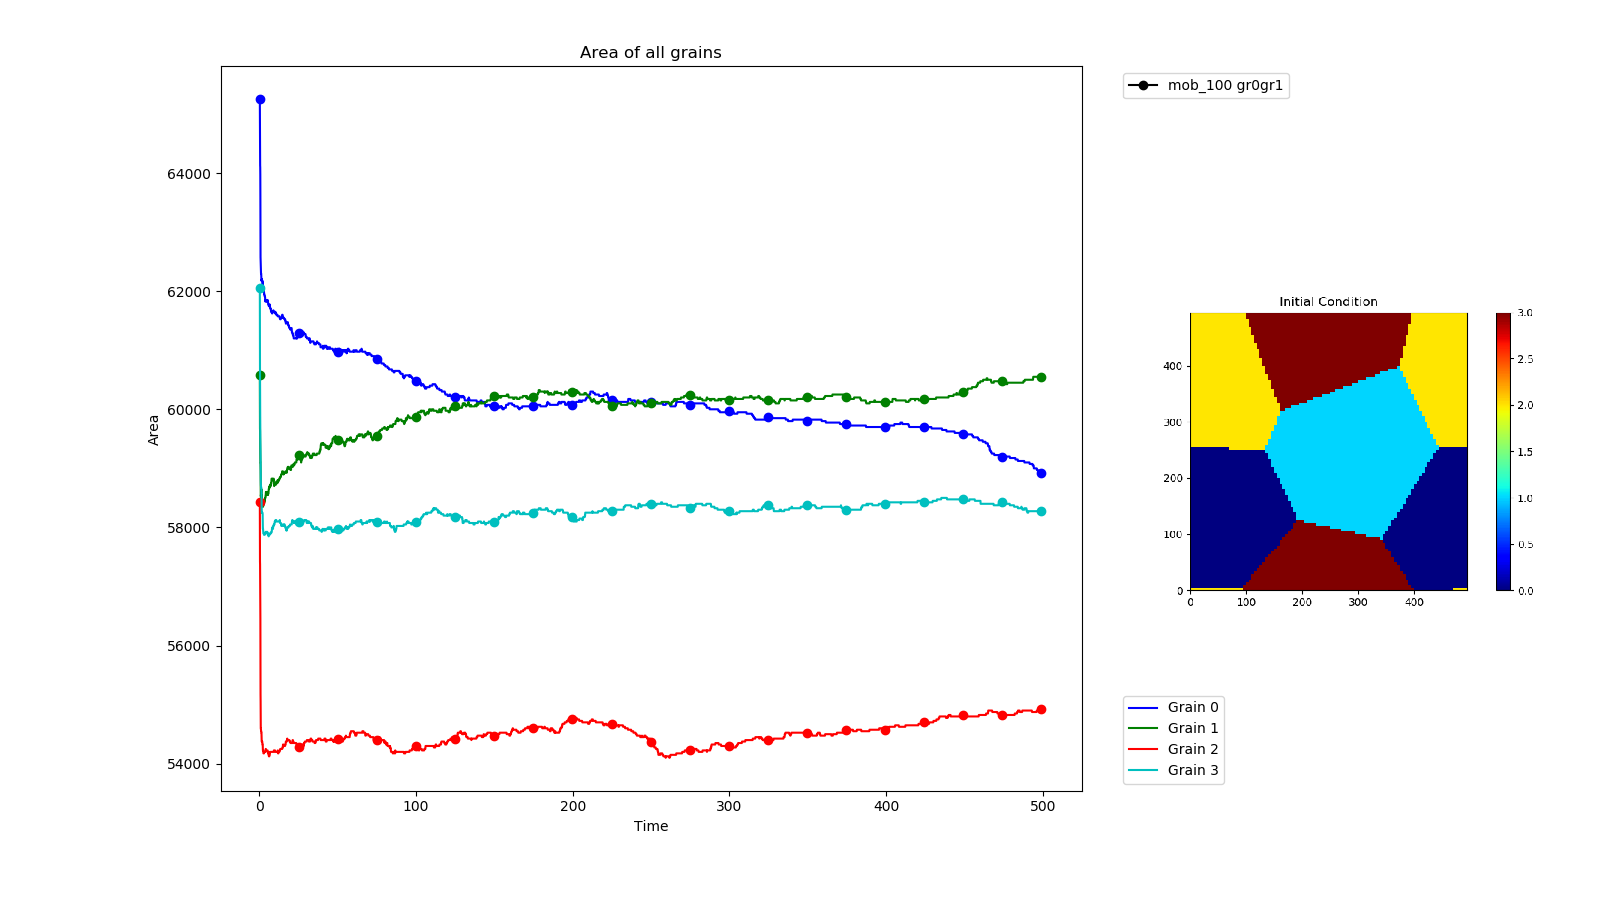 Area of all grains
Area
64000
62000
60000
58000
56000
54000
0 100 200 300 400 500
Time
mob_100 gr0gr1
Initial Condition
400
300
200
100
0
0 100 200 300 400
3.0
2.5
2.0
1.5
1.0
0.5
0.0
Grain 0
Grain 1
Grain 2
Grain 3